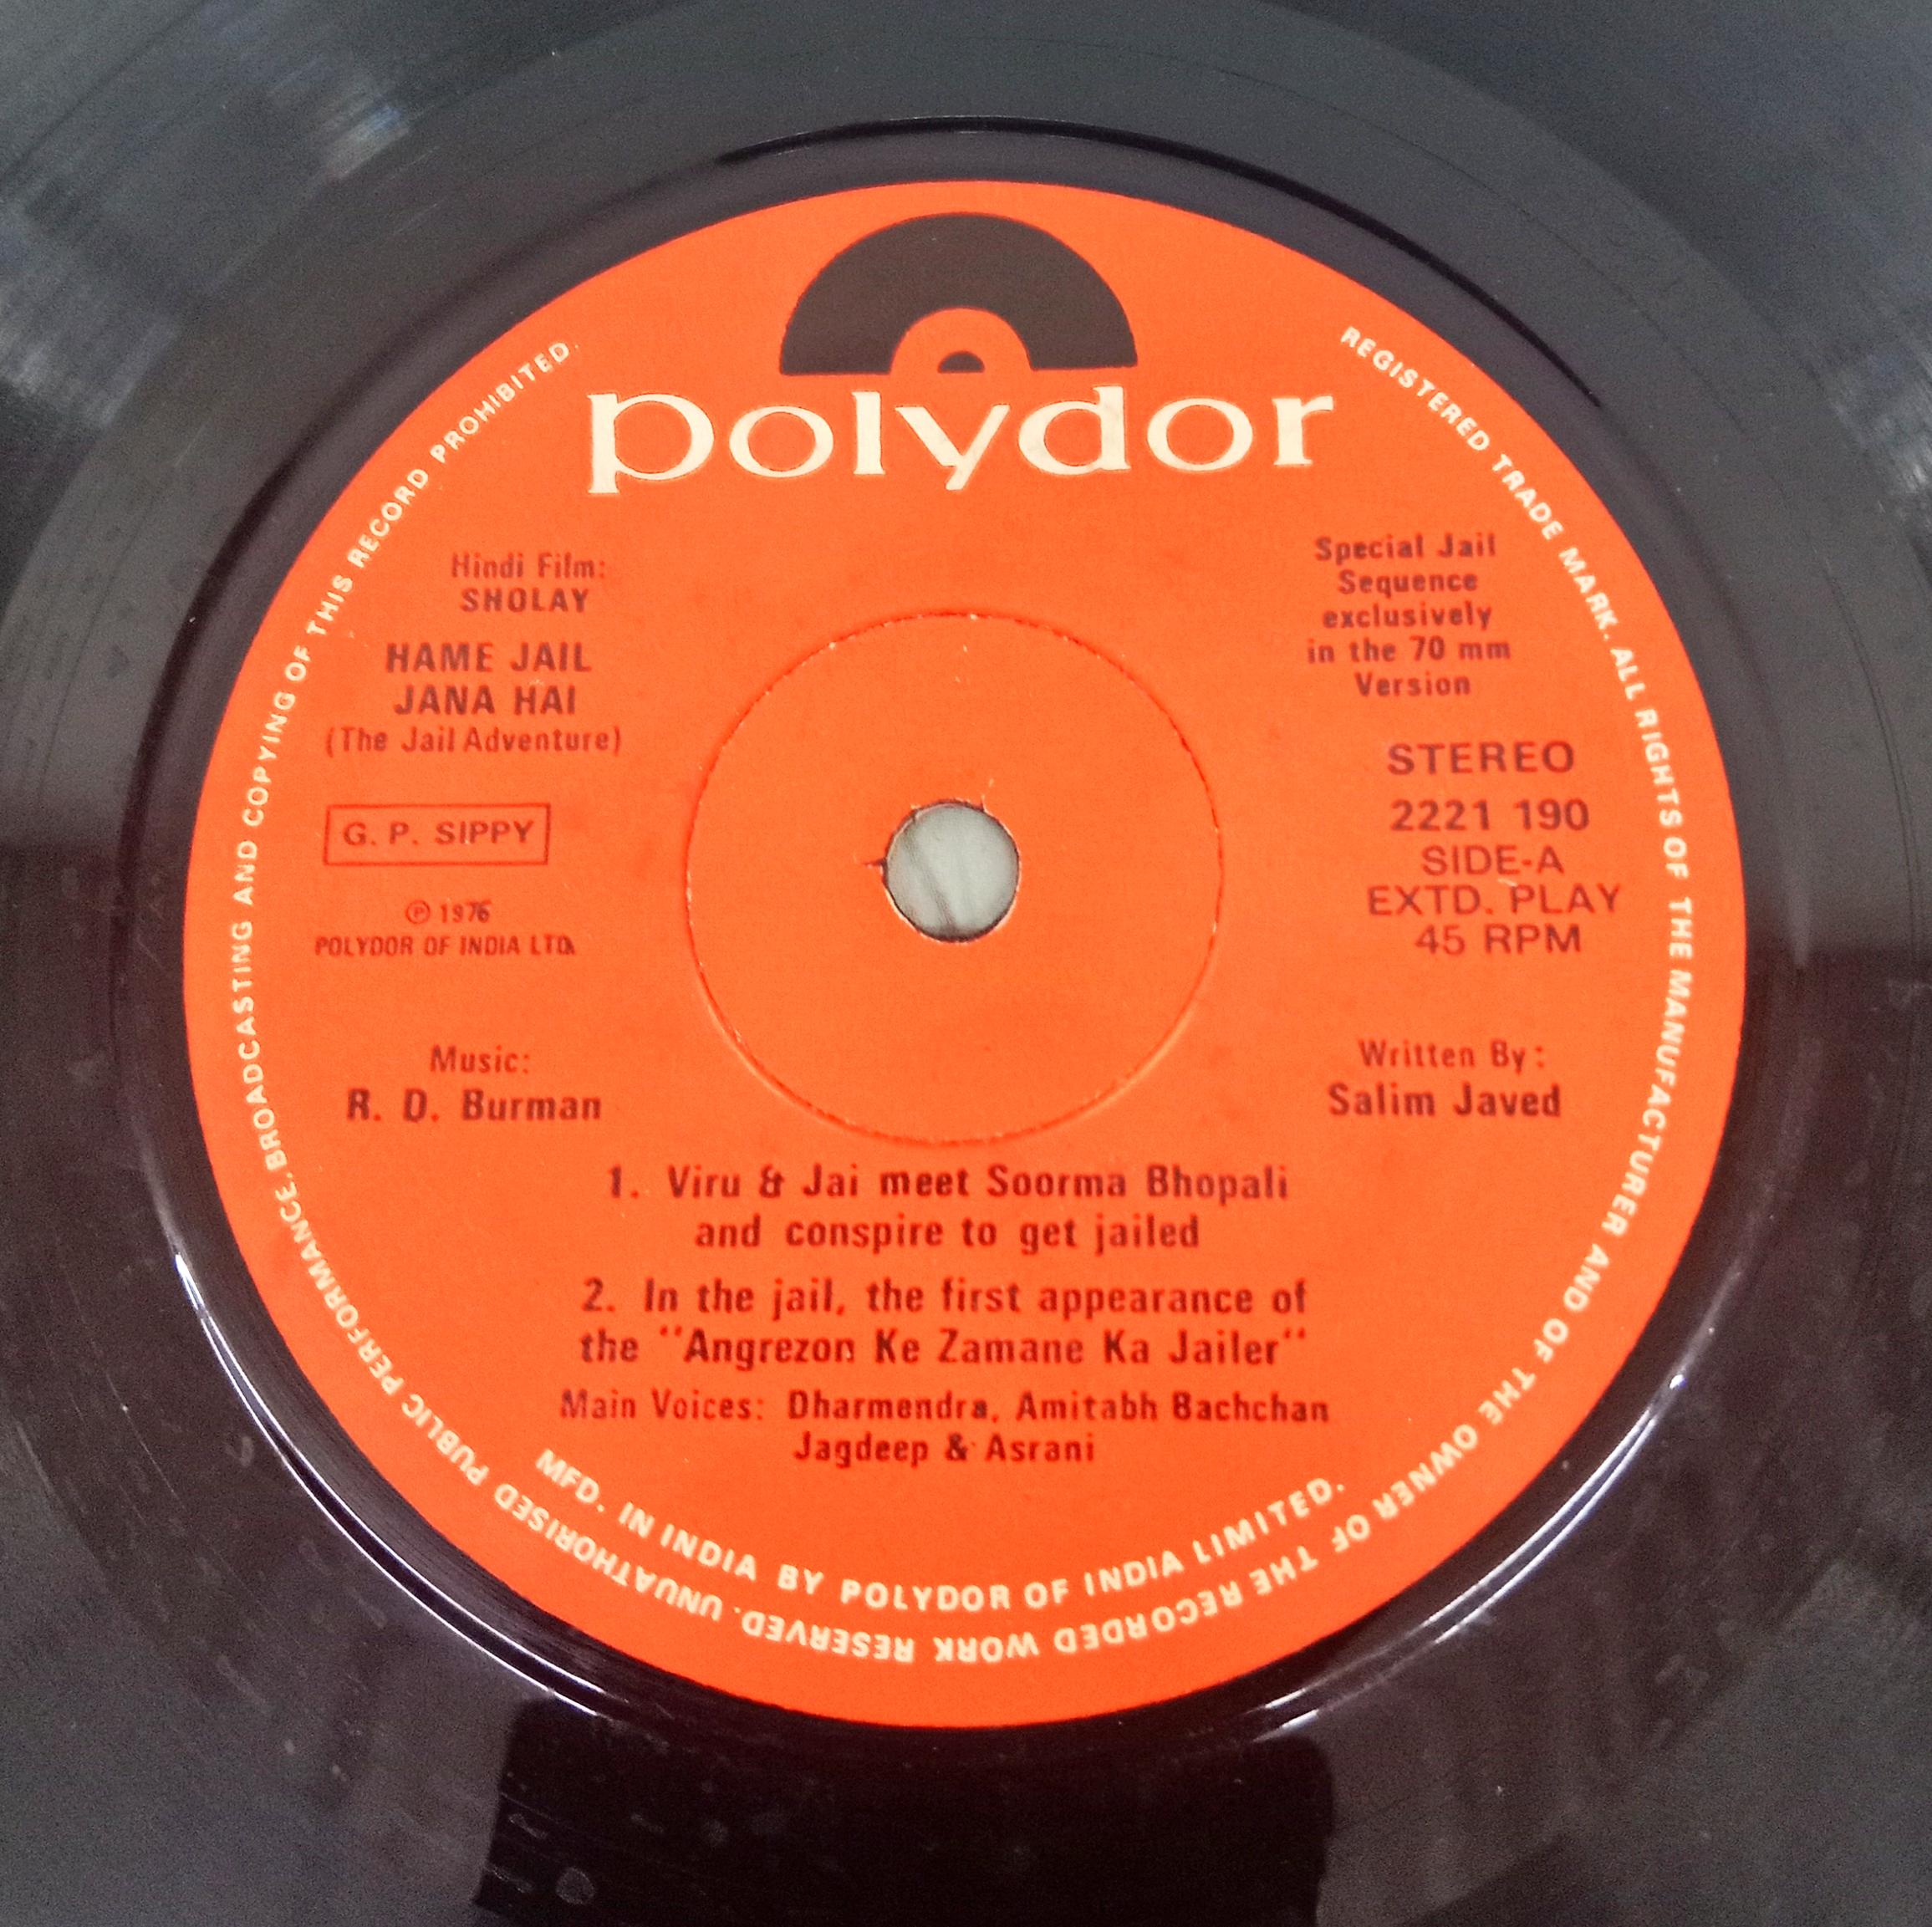 polydor
Hindi Film:
SHOLAY
HAME JAIL
JANA HAI
(The Jail Adventure)
G. P. SIPPY
℗ 1976
POLYDOR OF INDIA LTD.
Special Jail
Sequence
exclusively
in the 70 mm
Version
STEREO
2221 190
SIDE-A
EXTD. PLAY
45 RPM
Music:
R. D. Burman
Written By:
Salim Javed
1. Viru & Jai meet Soorma Bhopali
and conspire to get jailed
2. In the jail, the first appearance of
the "Angrezon Ke Zamane Ka Jailer"
Main Voices: Dharmendra, Amitabh Bachchan
Jagdeep & Asrani
MFD. IN INDIA BY POLYDOR OF INDIA LIMITED.
REGISTERED TRADE MARK. ALL RIGHTS OF THE MANUFACTURER AND OF THE OWNER OF THE RECORDED WORK RESERVED. UNUATHORISED PUBLIC PERFORMANCE, BROADCASTING AND COPYING OF THIS RECORD PROHIBITED.